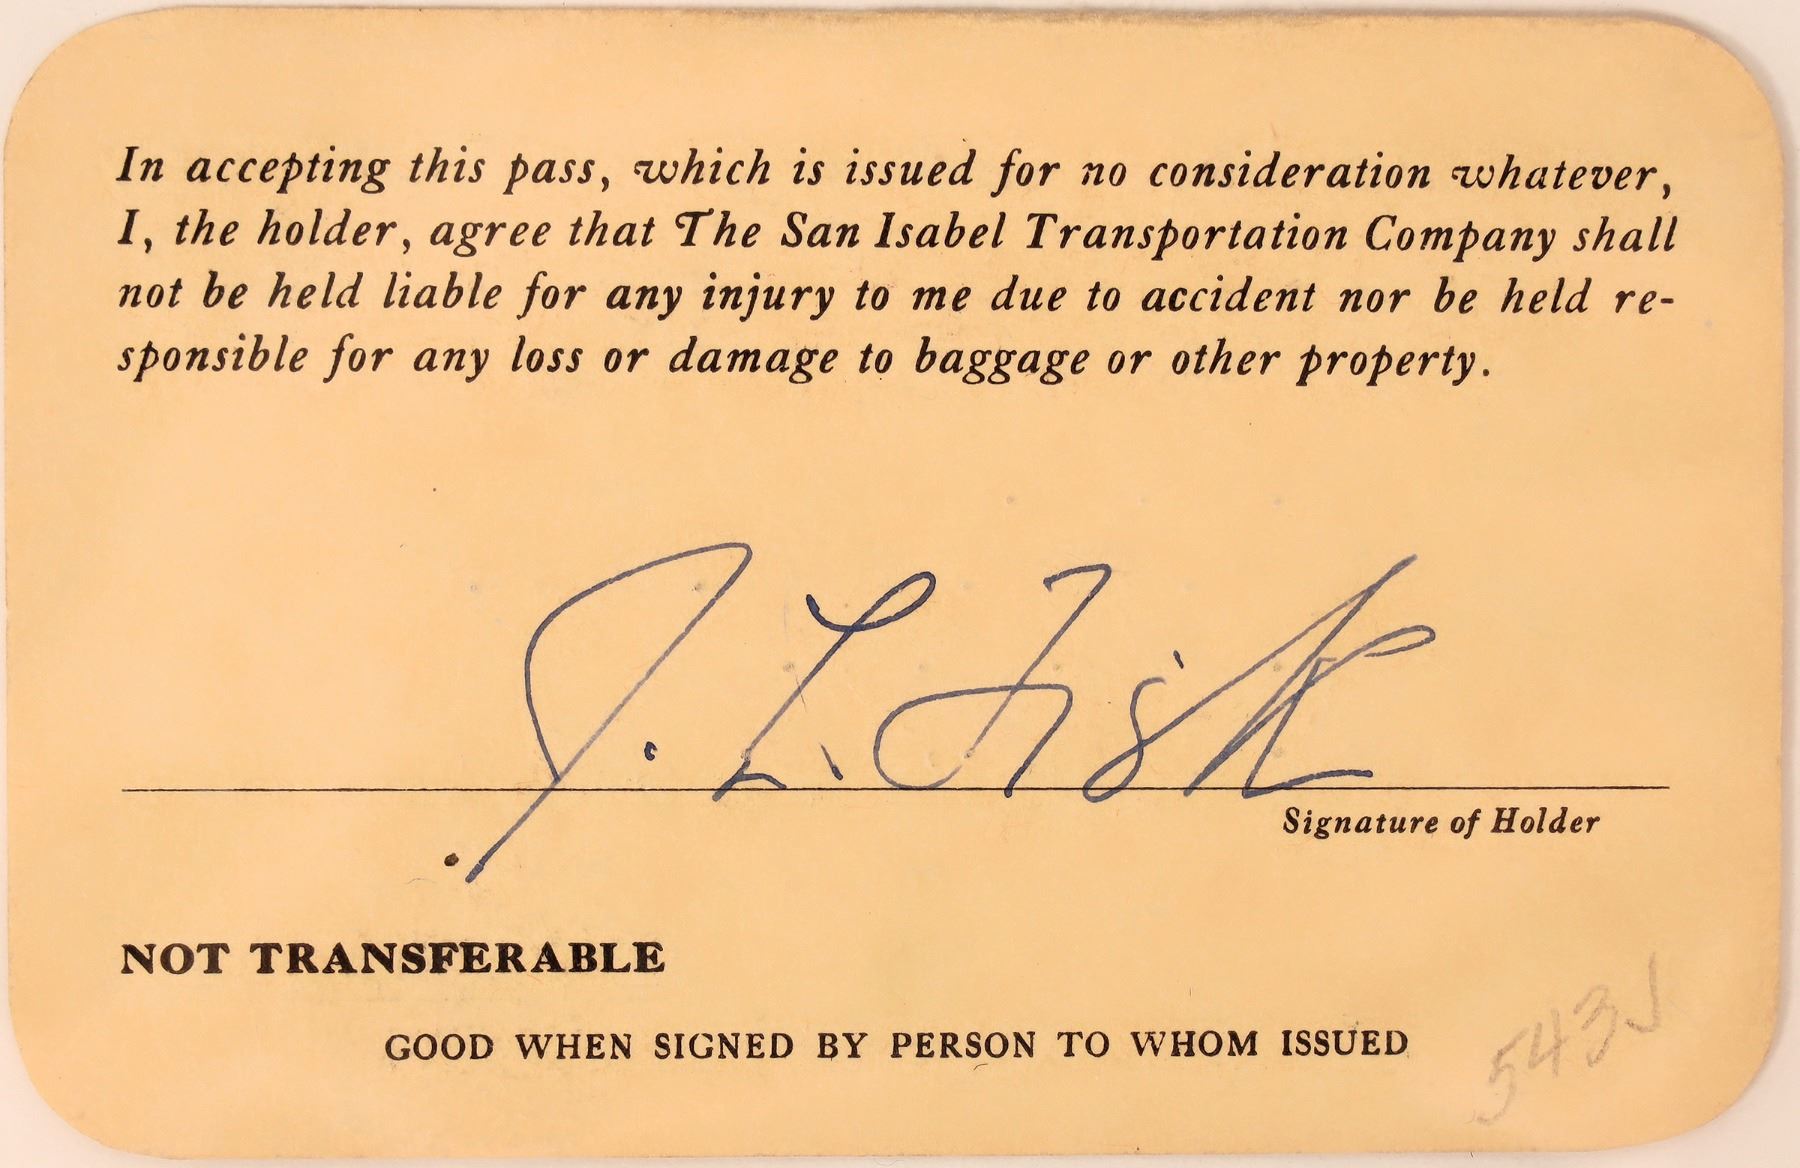 In accepting this pass, which is issued for no consideration whatever,
I, the holder, agree that The San Isabel Transportation Company shall
not be held liable for any injury to me due to accident nor be held re-
sponsible for any loss or damage to baggage or other property.
J. L. Fisk
Signature of Holder
NOT TRANSFERABLE
GOOD WHEN SIGNED BY PERSON TO WHOM ISSUED
543J